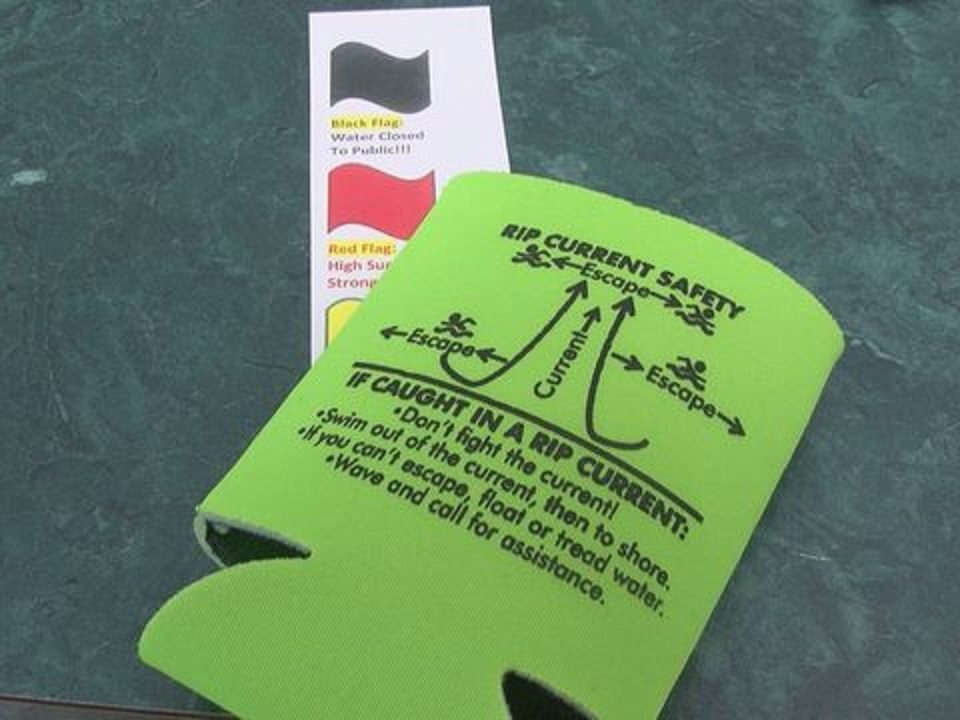 Black Flag:
Water Closed
To Public!!!
Red Flag:
High
Strong
RIP CURRENT SAFETY
Escape
Escape
Current
Escape
IF CAUGHT IN A RIP CURRENT:
•Don't fight the current!
•Swim out of the current, then to shore.
•If you can't escape, float or tread water.
•Wave and call for assistance.